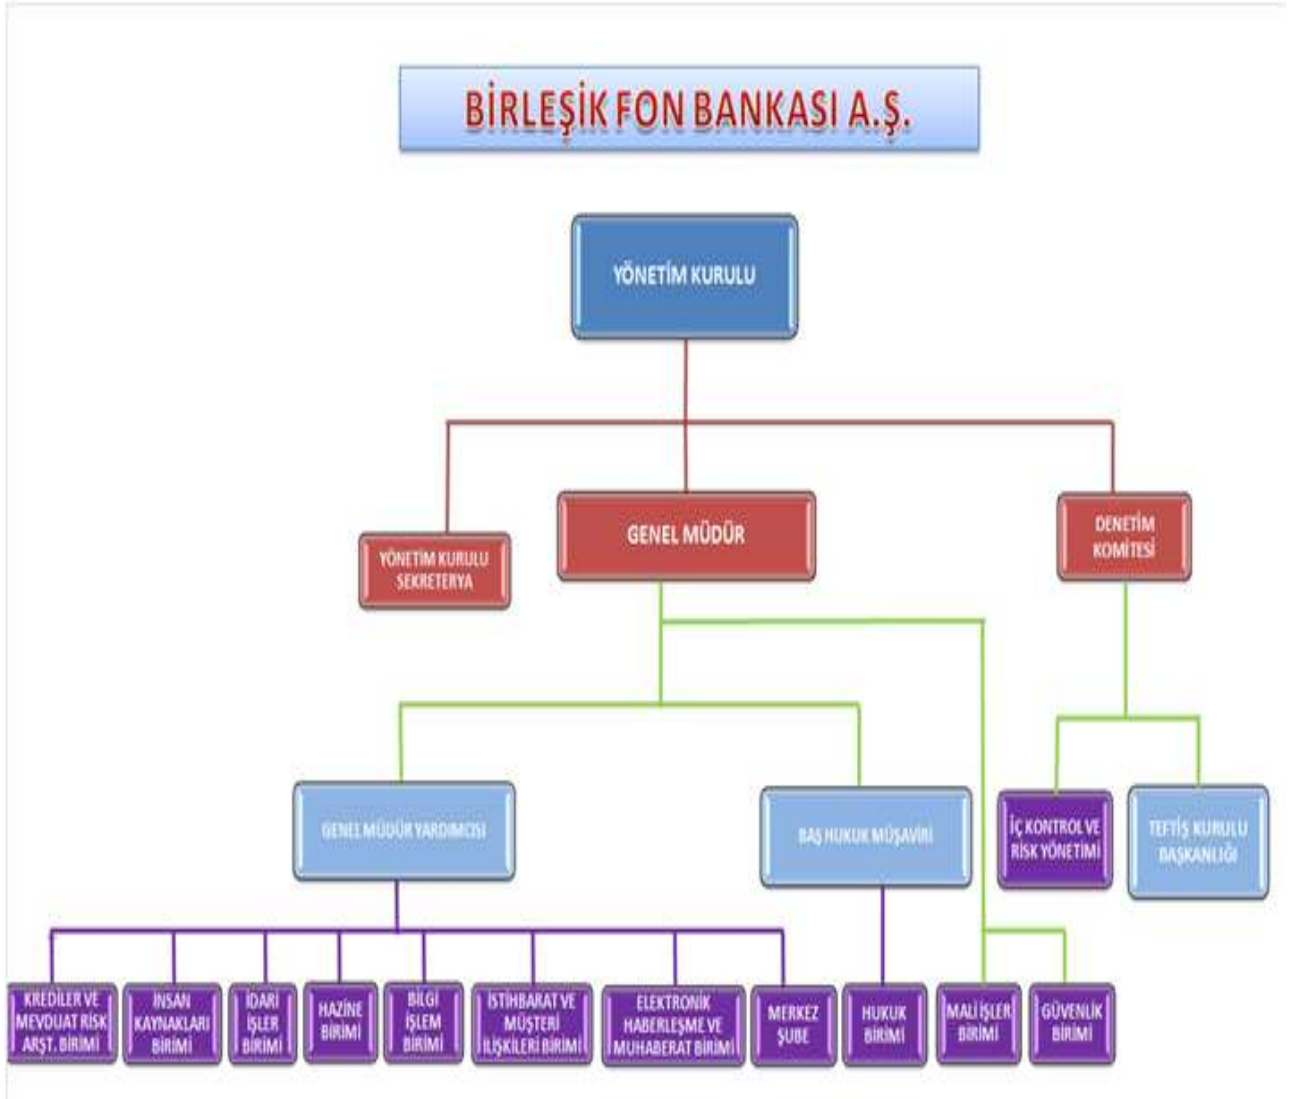 BİRLEŞİK FON BANKASI A.Ş.
YÖNETİM KURULU
YÖNETİM KURULU
SEKRETERYA
GENEL MÜDÜR
DENETİM
KOMİTESİ
GENEL MÜDÜR YARDIMCISI
BAŞ HUKUK MÜŞAVİRİ
İÇ KONTROL VE
RİSK YÖNETİMİ
TEFTİŞ KURULU
BAŞKANLIĞI
KREDİLER VE
MEVDUAT RİSK
ARŞT. BİRİMİ
İNSAN
KAYNAKLARI
BİRİMİ
İDARİ
İŞLER
BİRİMİ
HAZİNE
BİRİMİ
BİLGİ
İŞLEM
BİRİMİ
İSTİHBARAT VE
MÜŞTERİ
İLİŞKİLERİ BİRİMİ
ELEKTRONİK
HABERLEŞME VE
MUHABERAT BİRİMİ
MERKEZ
ŞUBE
HUKUK
BİRİMİ
MALİ İŞLER
BİRİMİ
GÜVENLİK
BİRİMİ